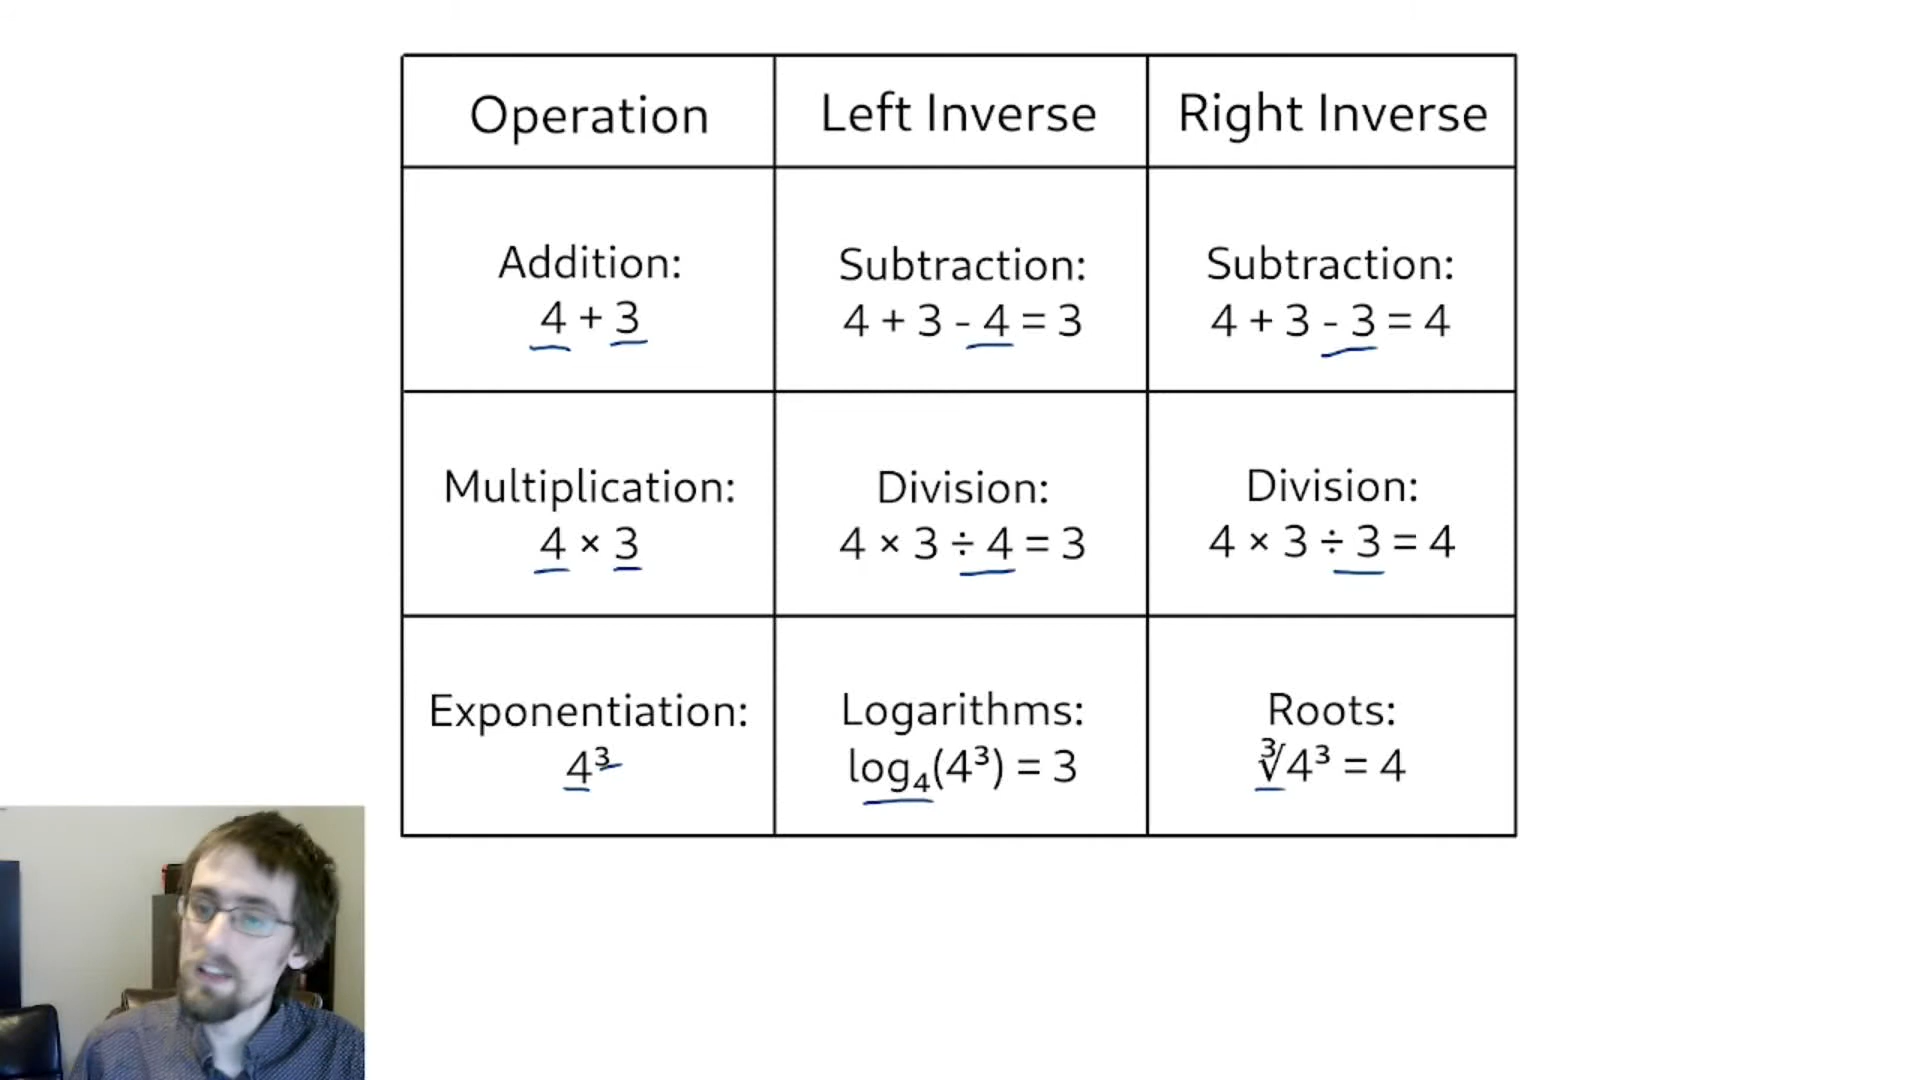 Operation
Left Inverse
Right Inverse
Addition:
4 + 3
Subtraction:
4 + 3 - 4 = 3
Subtraction:
4 + 3 - 3 = 4
Multiplication:
4 × 3
Division:
4 × 3 ÷ 4 = 3
Division:
4 × 3 ÷ 3 = 4
Exponentiation:
4³
Logarithms:
log₄(4³) = 3
Roots:
∛4³ = 4